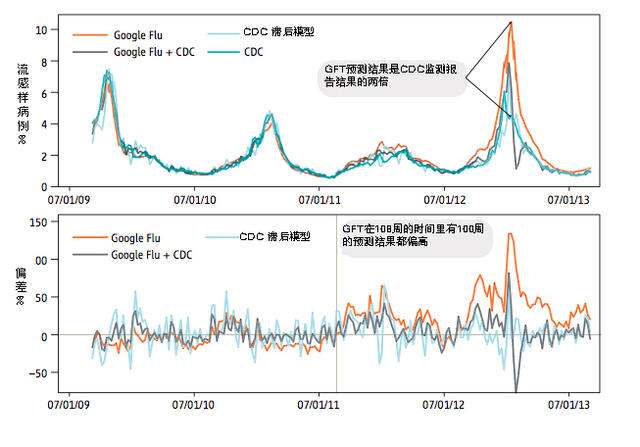 Google Flu
CDC 滞后模型
Google Flu + CDC
CDC
GFT预测结果是CDC监测报
告结果的两倍
流感样病例%
10
8
6
4
2
0
07/01/09
07/01/10
07/01/11
07/01/12
07/01/13
Google Flu
CDC 滞后模型
Google Flu + CDC
GFT在108周的时间里有100周
的预测结果都偏高
偏差%
150
00
50
0
−50
07/01/09
07/01/10
07/01/11
07/01/12
07/01/13